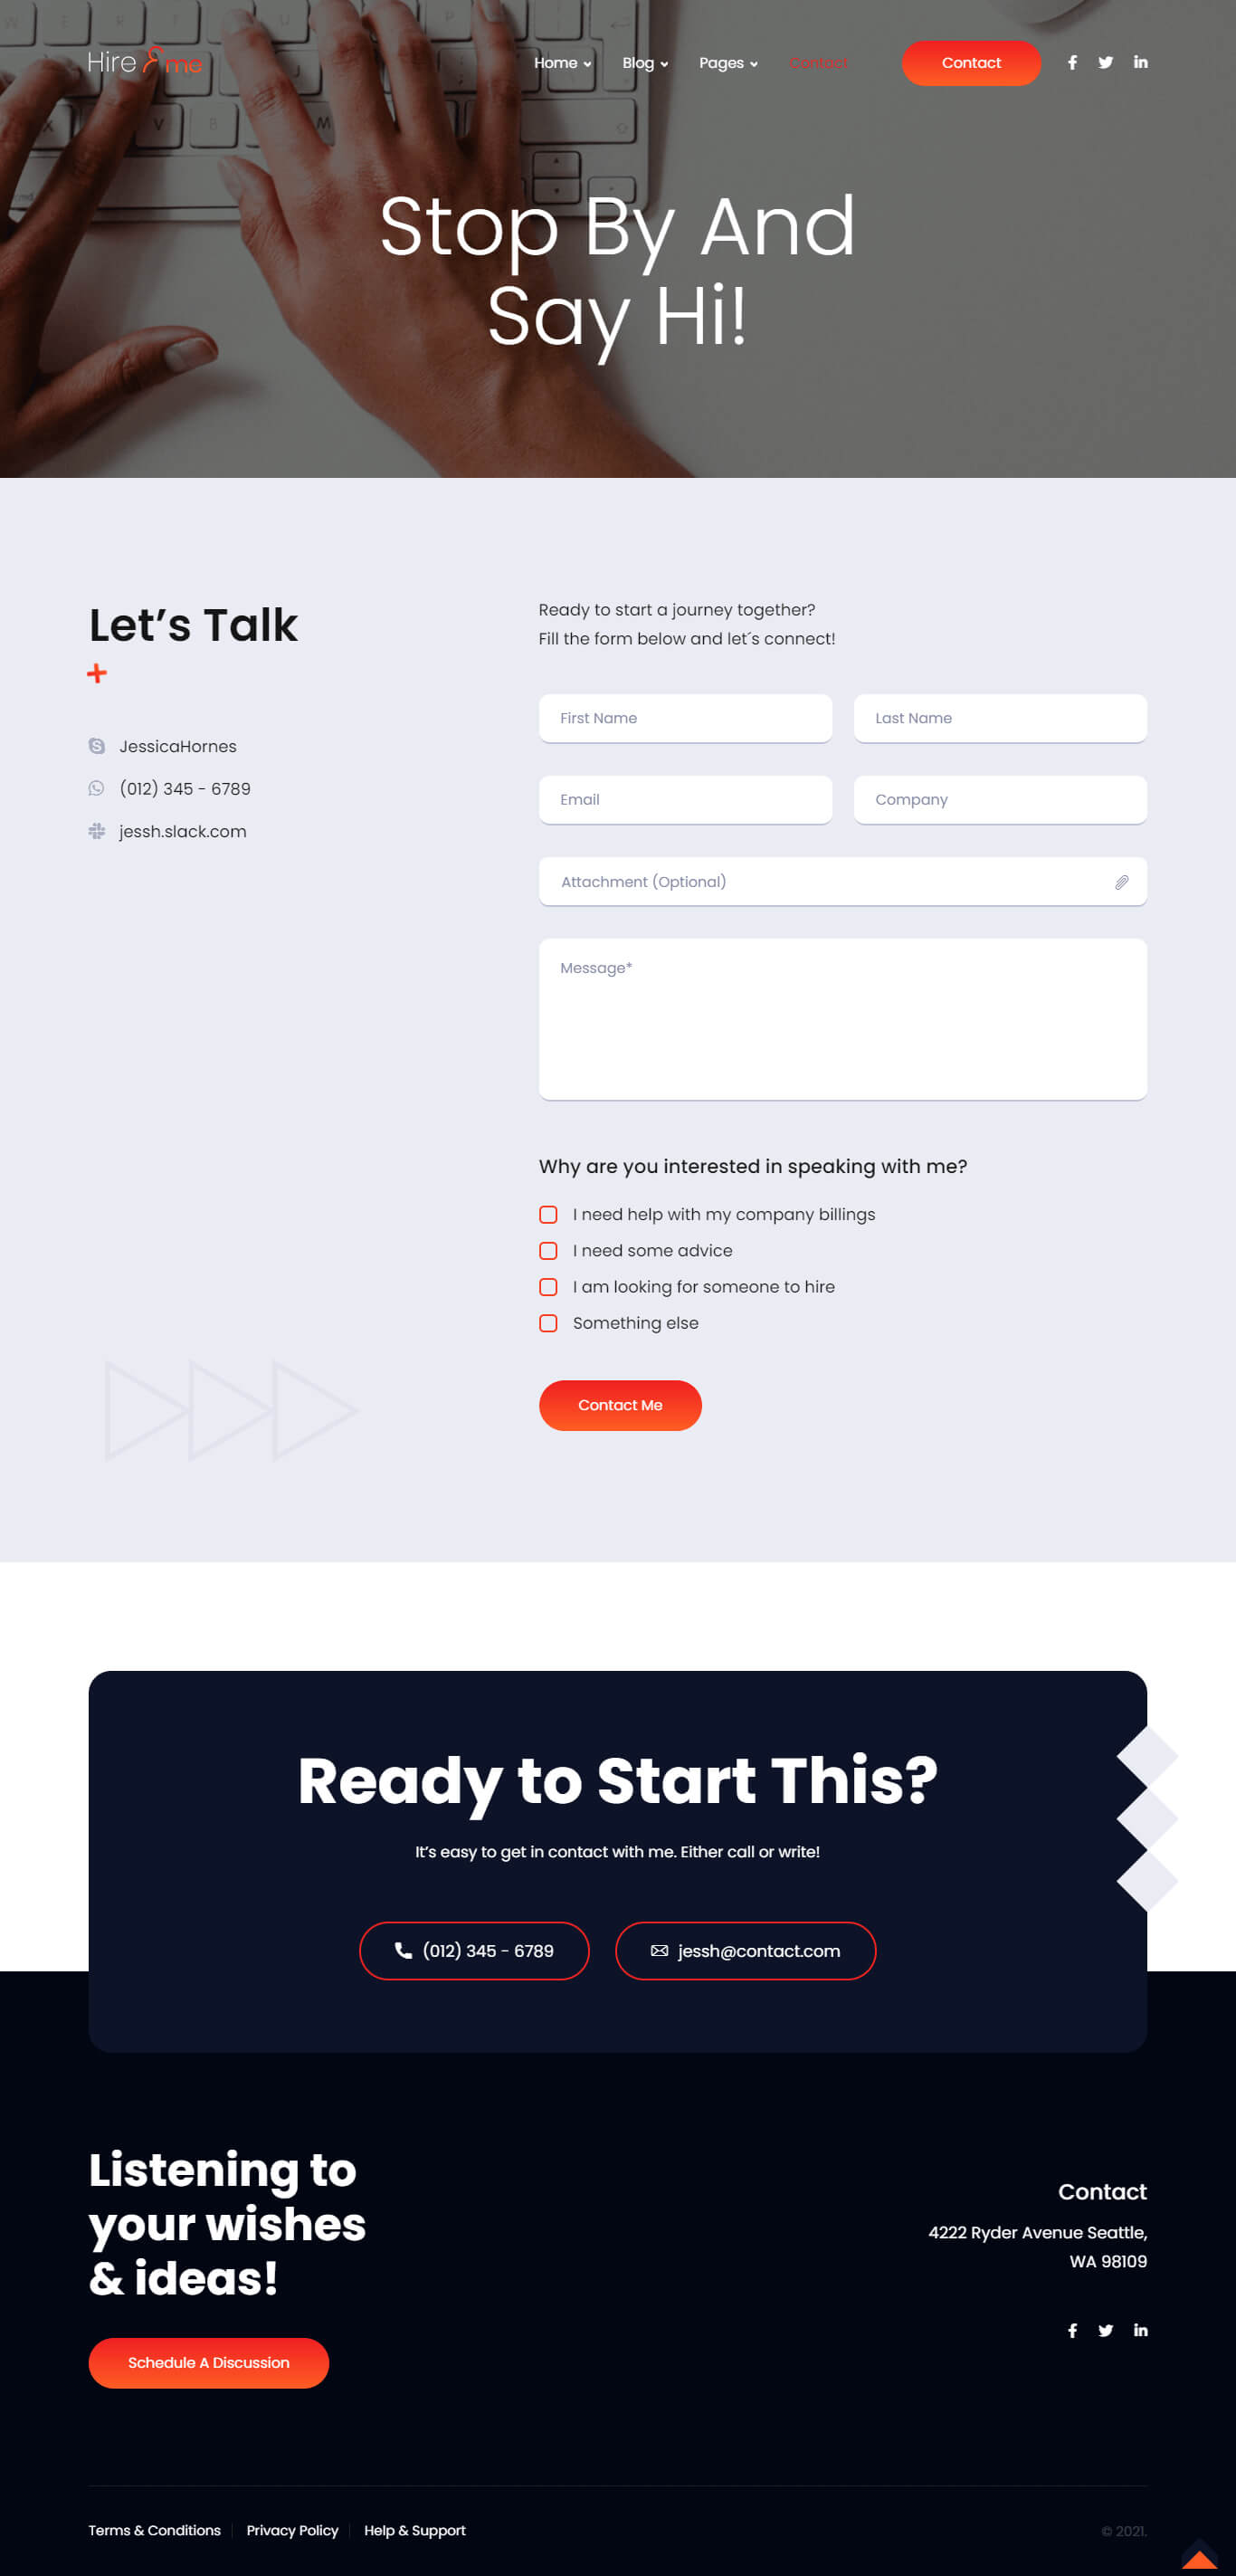 Hire me
Home
Blog
Pages
Contact
Contact
Stop By And
Say Hi!
Let’s Talk
JessicaHornes
(012) 345 - 6789
jessh.slack.com
Ready to start a journey together?
Fill the form below and let´s connect!
First Name
Last Name
Email
Company
Attachment (Optional)
Message*
Why are you interested in speaking with me?
I need help with my company billings
I need some advice
I am looking for someone to hire
Something else
Contact Me
Ready to Start This?
It’s easy to get in contact with me. Either call or write!
(012) 345 - 6789
jessh@contact.com
Listening to
your wishes
& ideas!
Schedule A Discussion
Contact
4222 Ryder Avenue Seattle,
WA 98109
Terms & Conditions
Privacy Policy
Help & Support
© 2021.